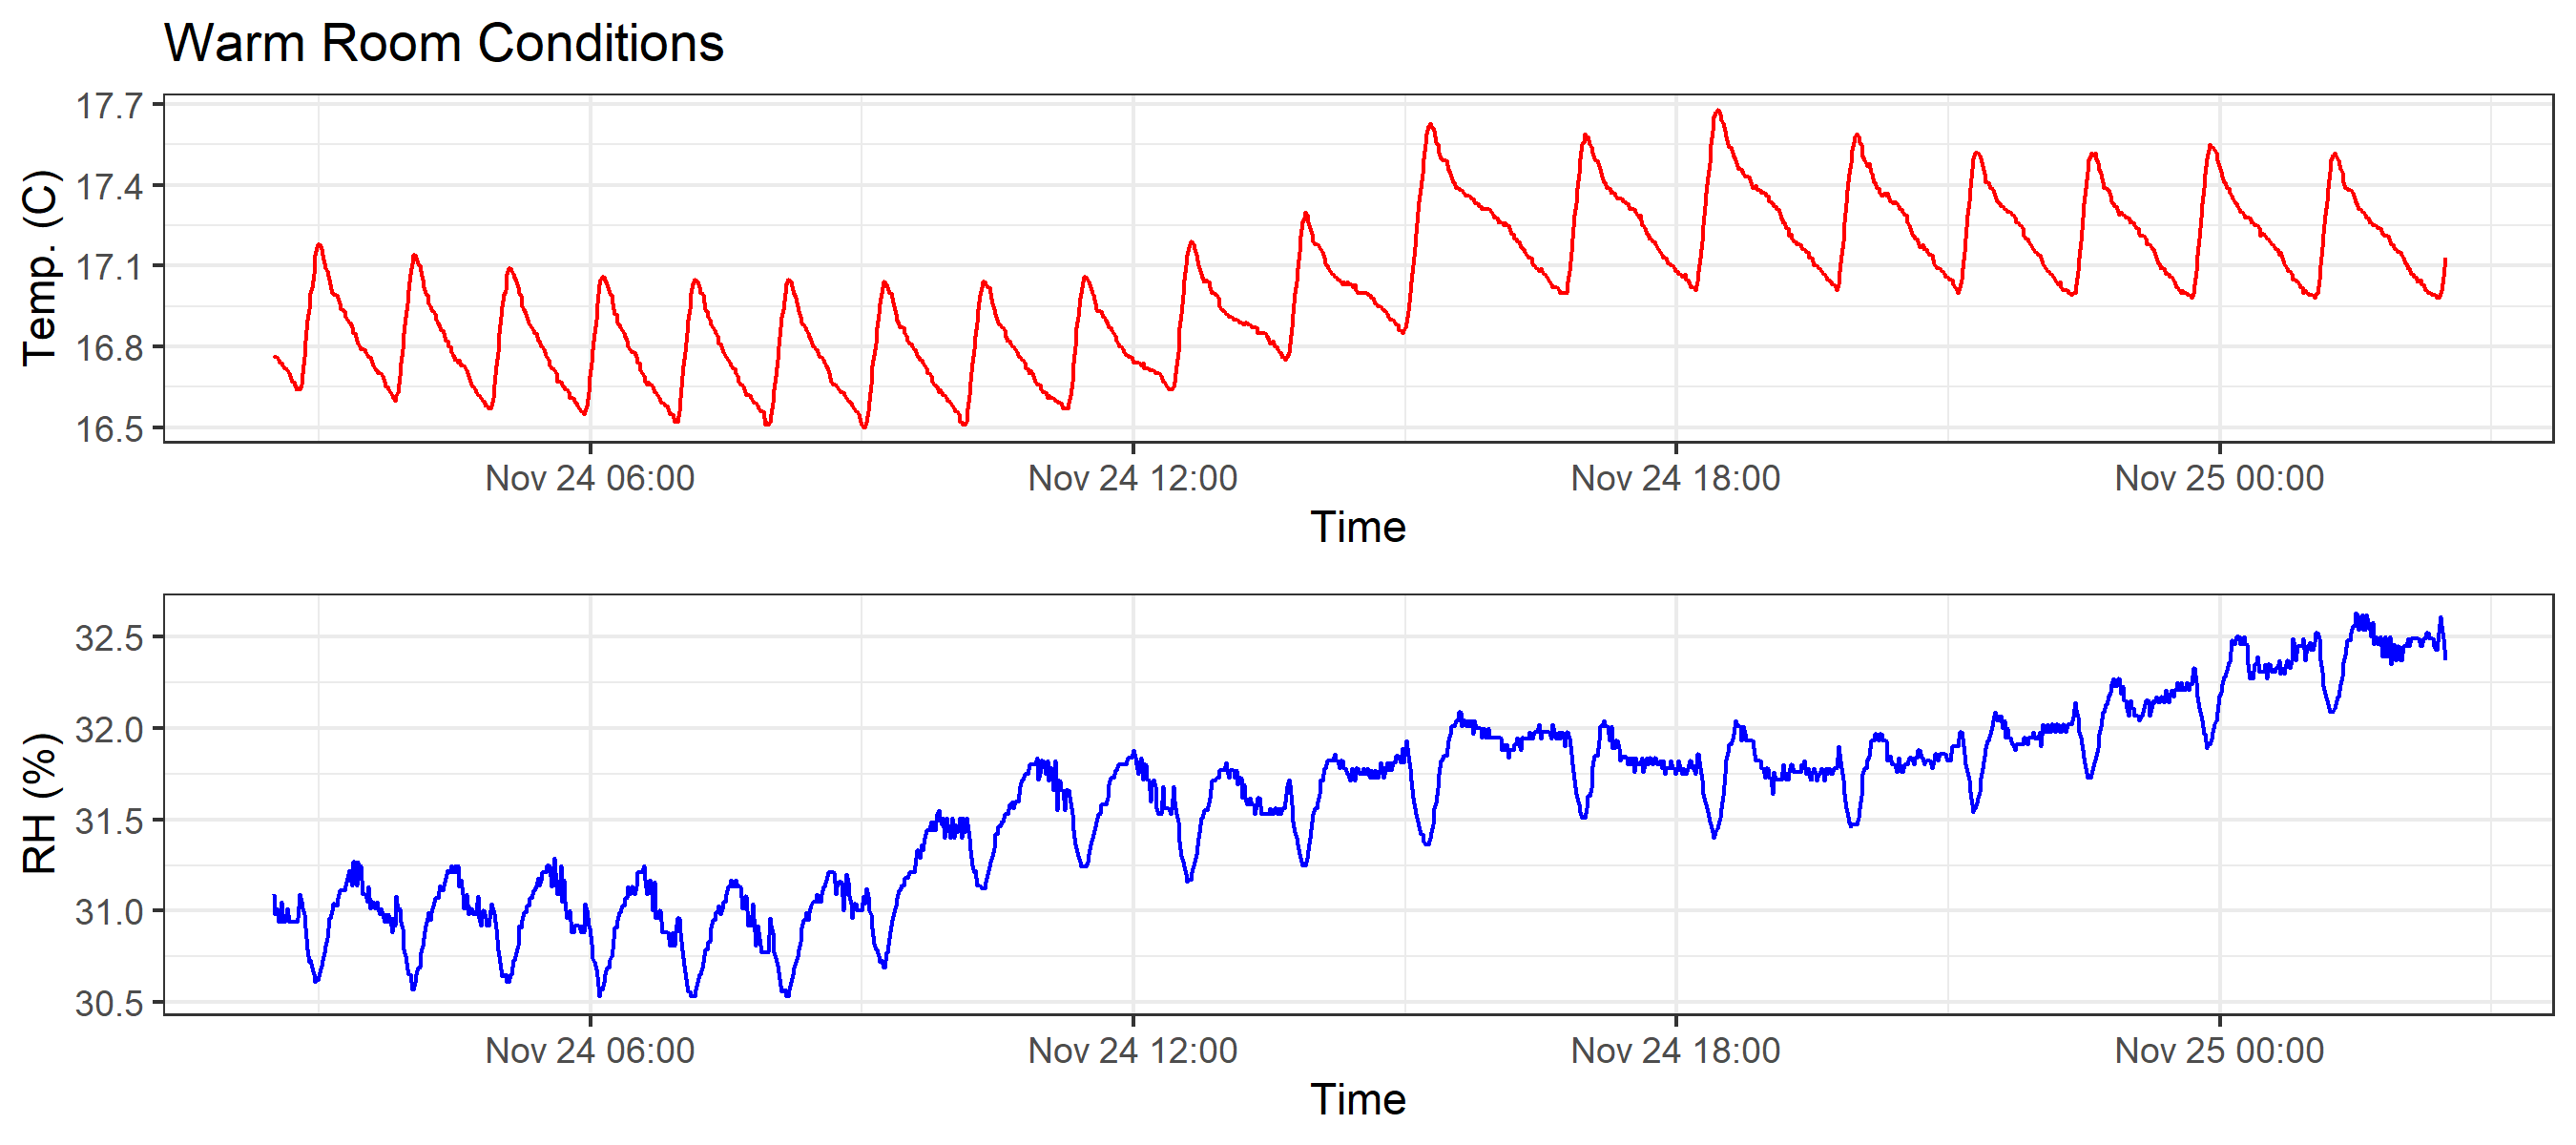 Warm Room Conditions
17.7
17.4
17.1
16.8
16.5
Temp. (C)
Nov 24 06:00 Nov 24 12:00 Nov 24 18:00 Nov 25 00:00
Time
32.5
32.0
31.5
31.0
30.5
RH (%)
Nov 24 06:00 Nov 24 12:00 Nov 24 18:00 Nov 25 00:00
Time